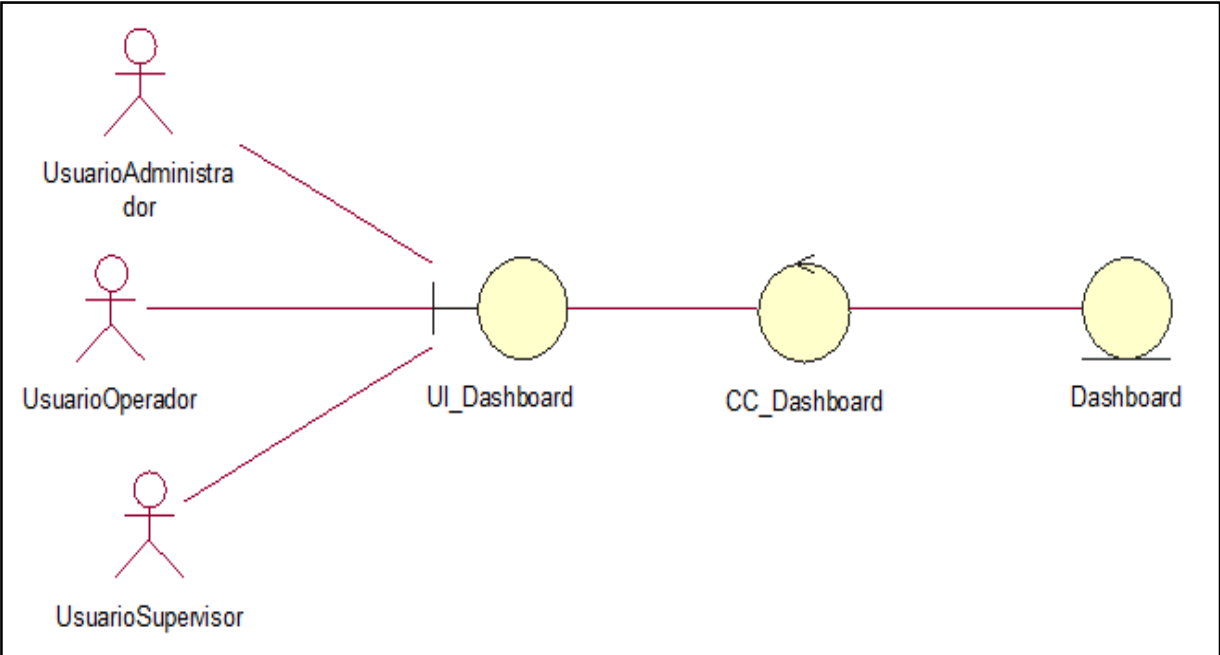 UsuarioAdministra
dor
UsuarioOperador
UI_Dashboard
CC_Dashboard
Dashboard
UsuarioSupervisor